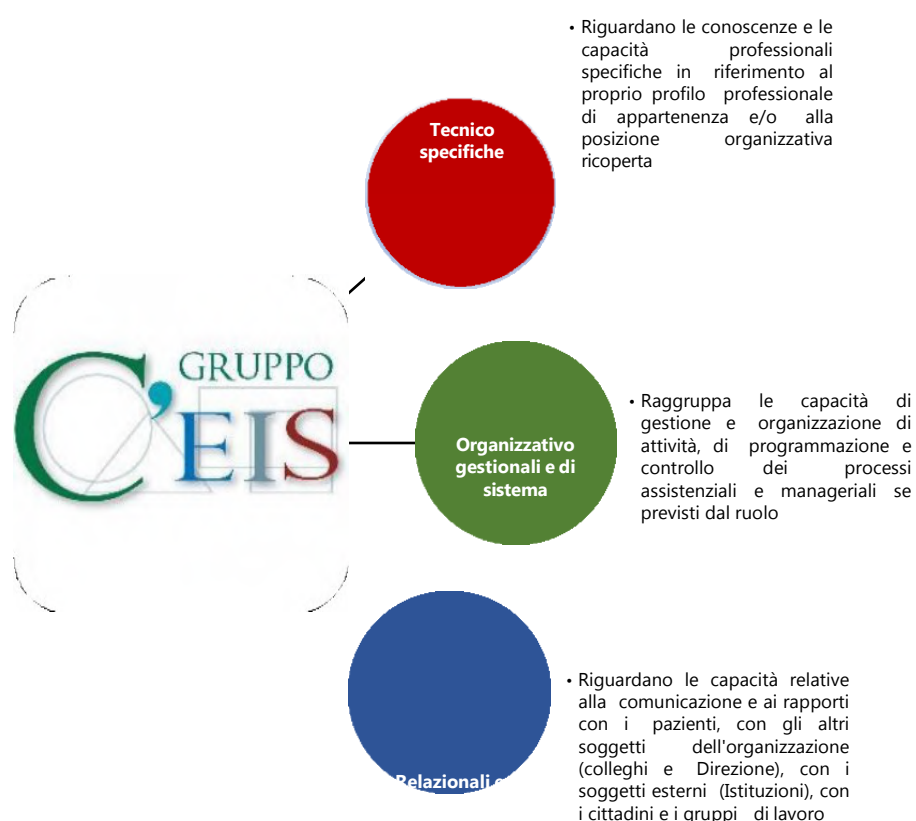 • Riguardano le conoscenze e le
capacità professionali
specifiche in riferimento al
proprio profilo professionale
di appartenenza e/o alla
posizione organizzativa
ricoperta
Tecnico
specifiche
GRUPPO
C'EIS
Organizzativo
gestionali e di
sistema
• Raggruppa le capacità di
gestione e organizzazione di
attività, di programmazione e
controllo dei processi
assistenziali e manageriali se
previsti dal ruolo
Relazionali e
• Riguardano le capacità relative
alla comunicazione e ai rapporti
con i pazienti, con gli altri
soggetti dell'organizzazione
(colleghi e Direzione), con i
soggetti esterni (Istituzioni), con
i cittadini e i gruppi di lavoro